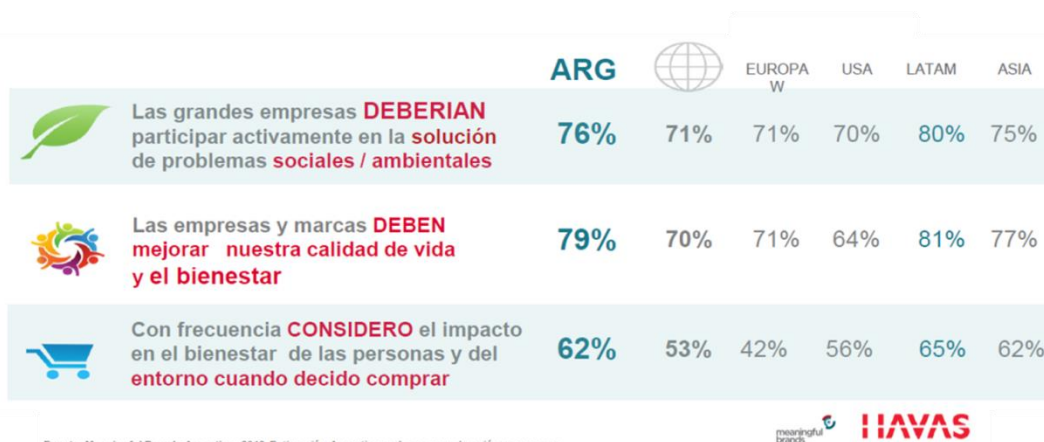 ARG EUROPA USA LATAM ASIA
W
Las grandes empresas DEBERIAN
participar activamente en la solución
de problemas sociales / ambientales
76% 71% 71% 70% 80% 75%
Las empresas y marcas DEBEN
mejorar nuestra calidad de vida
y el bienestar
79% 70% 71% 64% 81% 77%
Con frecuencia CONSIDERO el impacto
en el bienestar de las personas y del
entorno cuando decido comprar
62% 53% 42% 56% 65% 62%
meaningful
brands
HAVAS